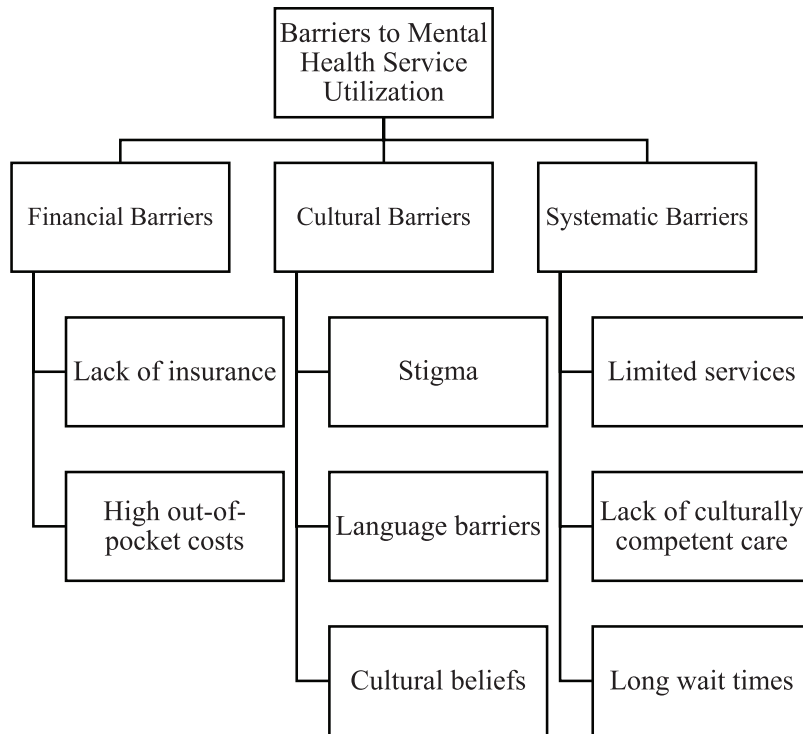 Barriers to Mental
Health Service
Utilization
Financial Barriers
Cultural Barriers
Systematic Barriers
Lack of insurance
Stigma
Limited services
High out-of-
pocket costs
Language barriers
Lack of culturally
competent care
Cultural beliefs
Long wait times